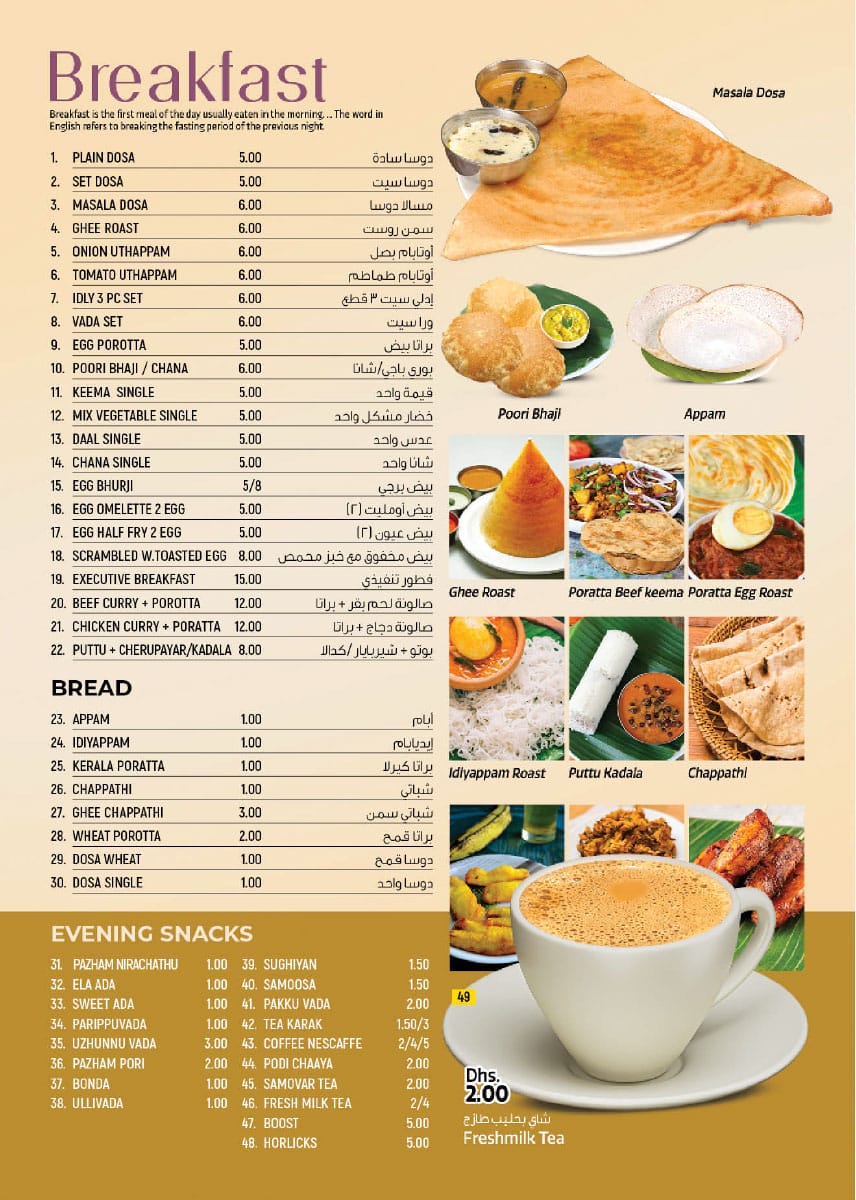 Breakfast
Breakfast is the first meal of the day usually eaten in the morning. ... The word in
English refers to breaking the fasting period of the previous night.
1. PLAIN DOSA 5.00 دوسا سادة
2. SET DOSA 5.00 دوسا سيت
3. MASALA DOSA 6.00 مسالا دوسا
4. GHEE ROAST 6.00 سمن روست
5. ONION UTHAPPAM 6.00 أوتابام بصل
6. TOMATO UTHAPPAM 6.00 أوتابام طماطم
7. IDLY 3 PC SET 6.00 إدلي سيت ٣ قطع
8. VADA SET 6.00 ورا سيت
9. EGG POROTTA 5.00 براتا بيض
10. POORI BHAJI / CHANA 6.00 بوري باجي/شانا
11. KEEMA SINGLE 5.00 قيمة واحد
12. MIX VEGETABLE SINGLE 5.00 خضار مشكل واحد
13. DAAL SINGLE 5.00 عدس واحد
14. CHANA SINGLE 5.00 شانا واحد
15. EGG BHURJI 5/8 بيض برجي
16. EGG OMELETTE 2 EGG 5.00 بيض أومليت (٢)
17. EGG HALF FRY 2 EGG 5.00 بيض عيون (٢)
18. SCRAMBLED W.TOASTED EGG 8.00 بيض مخفوق مع خبز محمص
19. EXECUTIVE BREAKFAST 15.00 فطور تنفيذي
20. BEEF CURRY + POROTTA 12.00 صالونة لحم بقر + براتا
21. CHICKEN CURRY + PORATTA 12.00 صالونة دجاج + براتا
22. PUTTU + CHERUPAYAR/KADALA 8.00 بوتو + شيربايار /كدالا
BREAD
23. APPAM 1.00 أبام
24. IDIYAPPAM 1.00 إيديابام
25. KERALA PORATTA 1.00 براتا كيرلا
26. CHAPPATHI 1.00 شباتي
27. GHEE CHAPPATHI 3.00 شباتي سمن
28. WHEAT POROTTA 2.00 براتا قمح
29. DOSA WHEAT 1.00 دوسا قمح
30. DOSA SINGLE 1.00 دوسا واحد
EVENING SNACKS
31. PAZHAM NIRACHATHU 1.00
32. ELA ADA 1.00
33. SWEET ADA 1.00
34. PARIPPUVADA 1.00
35. UZHUNNU VADA 3.00
36. PAZHAM PORI 2.00
37. BONDA 1.00
38. ULLIVADA 1.00
39. SUGHIYAN 1.50
40. SAMOOSA 1.50
41. PAKKU VADA 2.00
42. TEA KARAK 1.50/3
43. COFFEE NESCAFFE 2/4/5
44. PODI CHAAYA 2.00
45. SAMOVAR TEA 2.00
46. FRESH MILK TEA 2/4
47. BOOST 5.00
48. HORLICKS 5.00
Masala Dosa
Poori Bhaji
Appam
Ghee Roast
Poratta Beef keema
Poratta Egg Roast
Idiyappam Roast
Puttu Kadala
Chappathi
49
Dhs.
2.00
شاي بحليب طازج
Freshmilk Tea